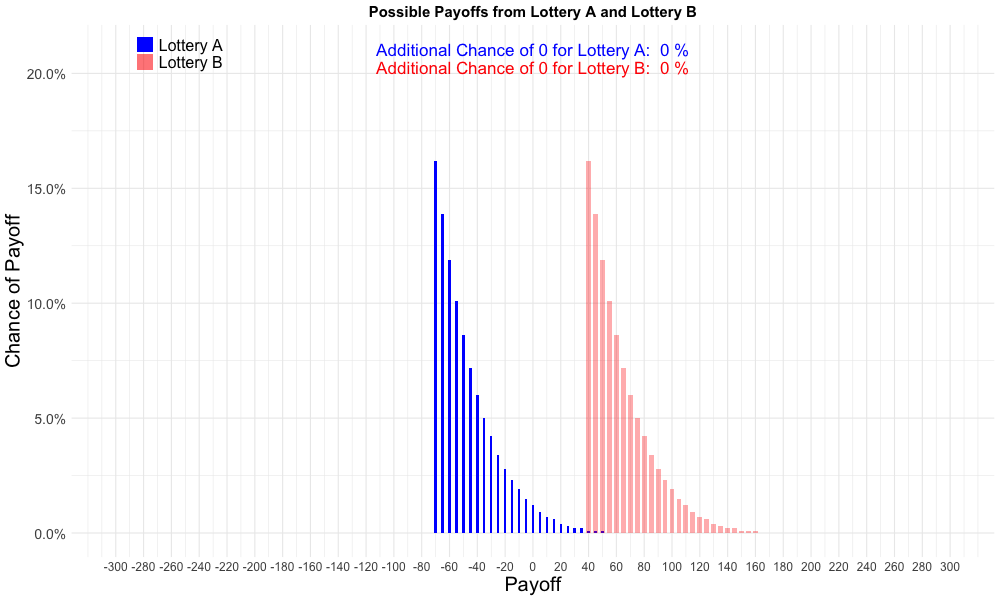 Possible Payoffs from Lottery A and Lottery B
Lottery A
Lottery B
Additional Chance of 0 for Lottery A:  0 %
Additional Chance of 0 for Lottery B:  0 %
Chance of Payoff
20.0%
15.0%
10.0%
5.0%
0.0%
-300 -280 -260 -240 -220 -200 -180 -160 -140 -120 -100 -80 -60 -40 -20 0 20 40 60 80 100 120 140 160 180 200 220 240 260 280 300
Payoff